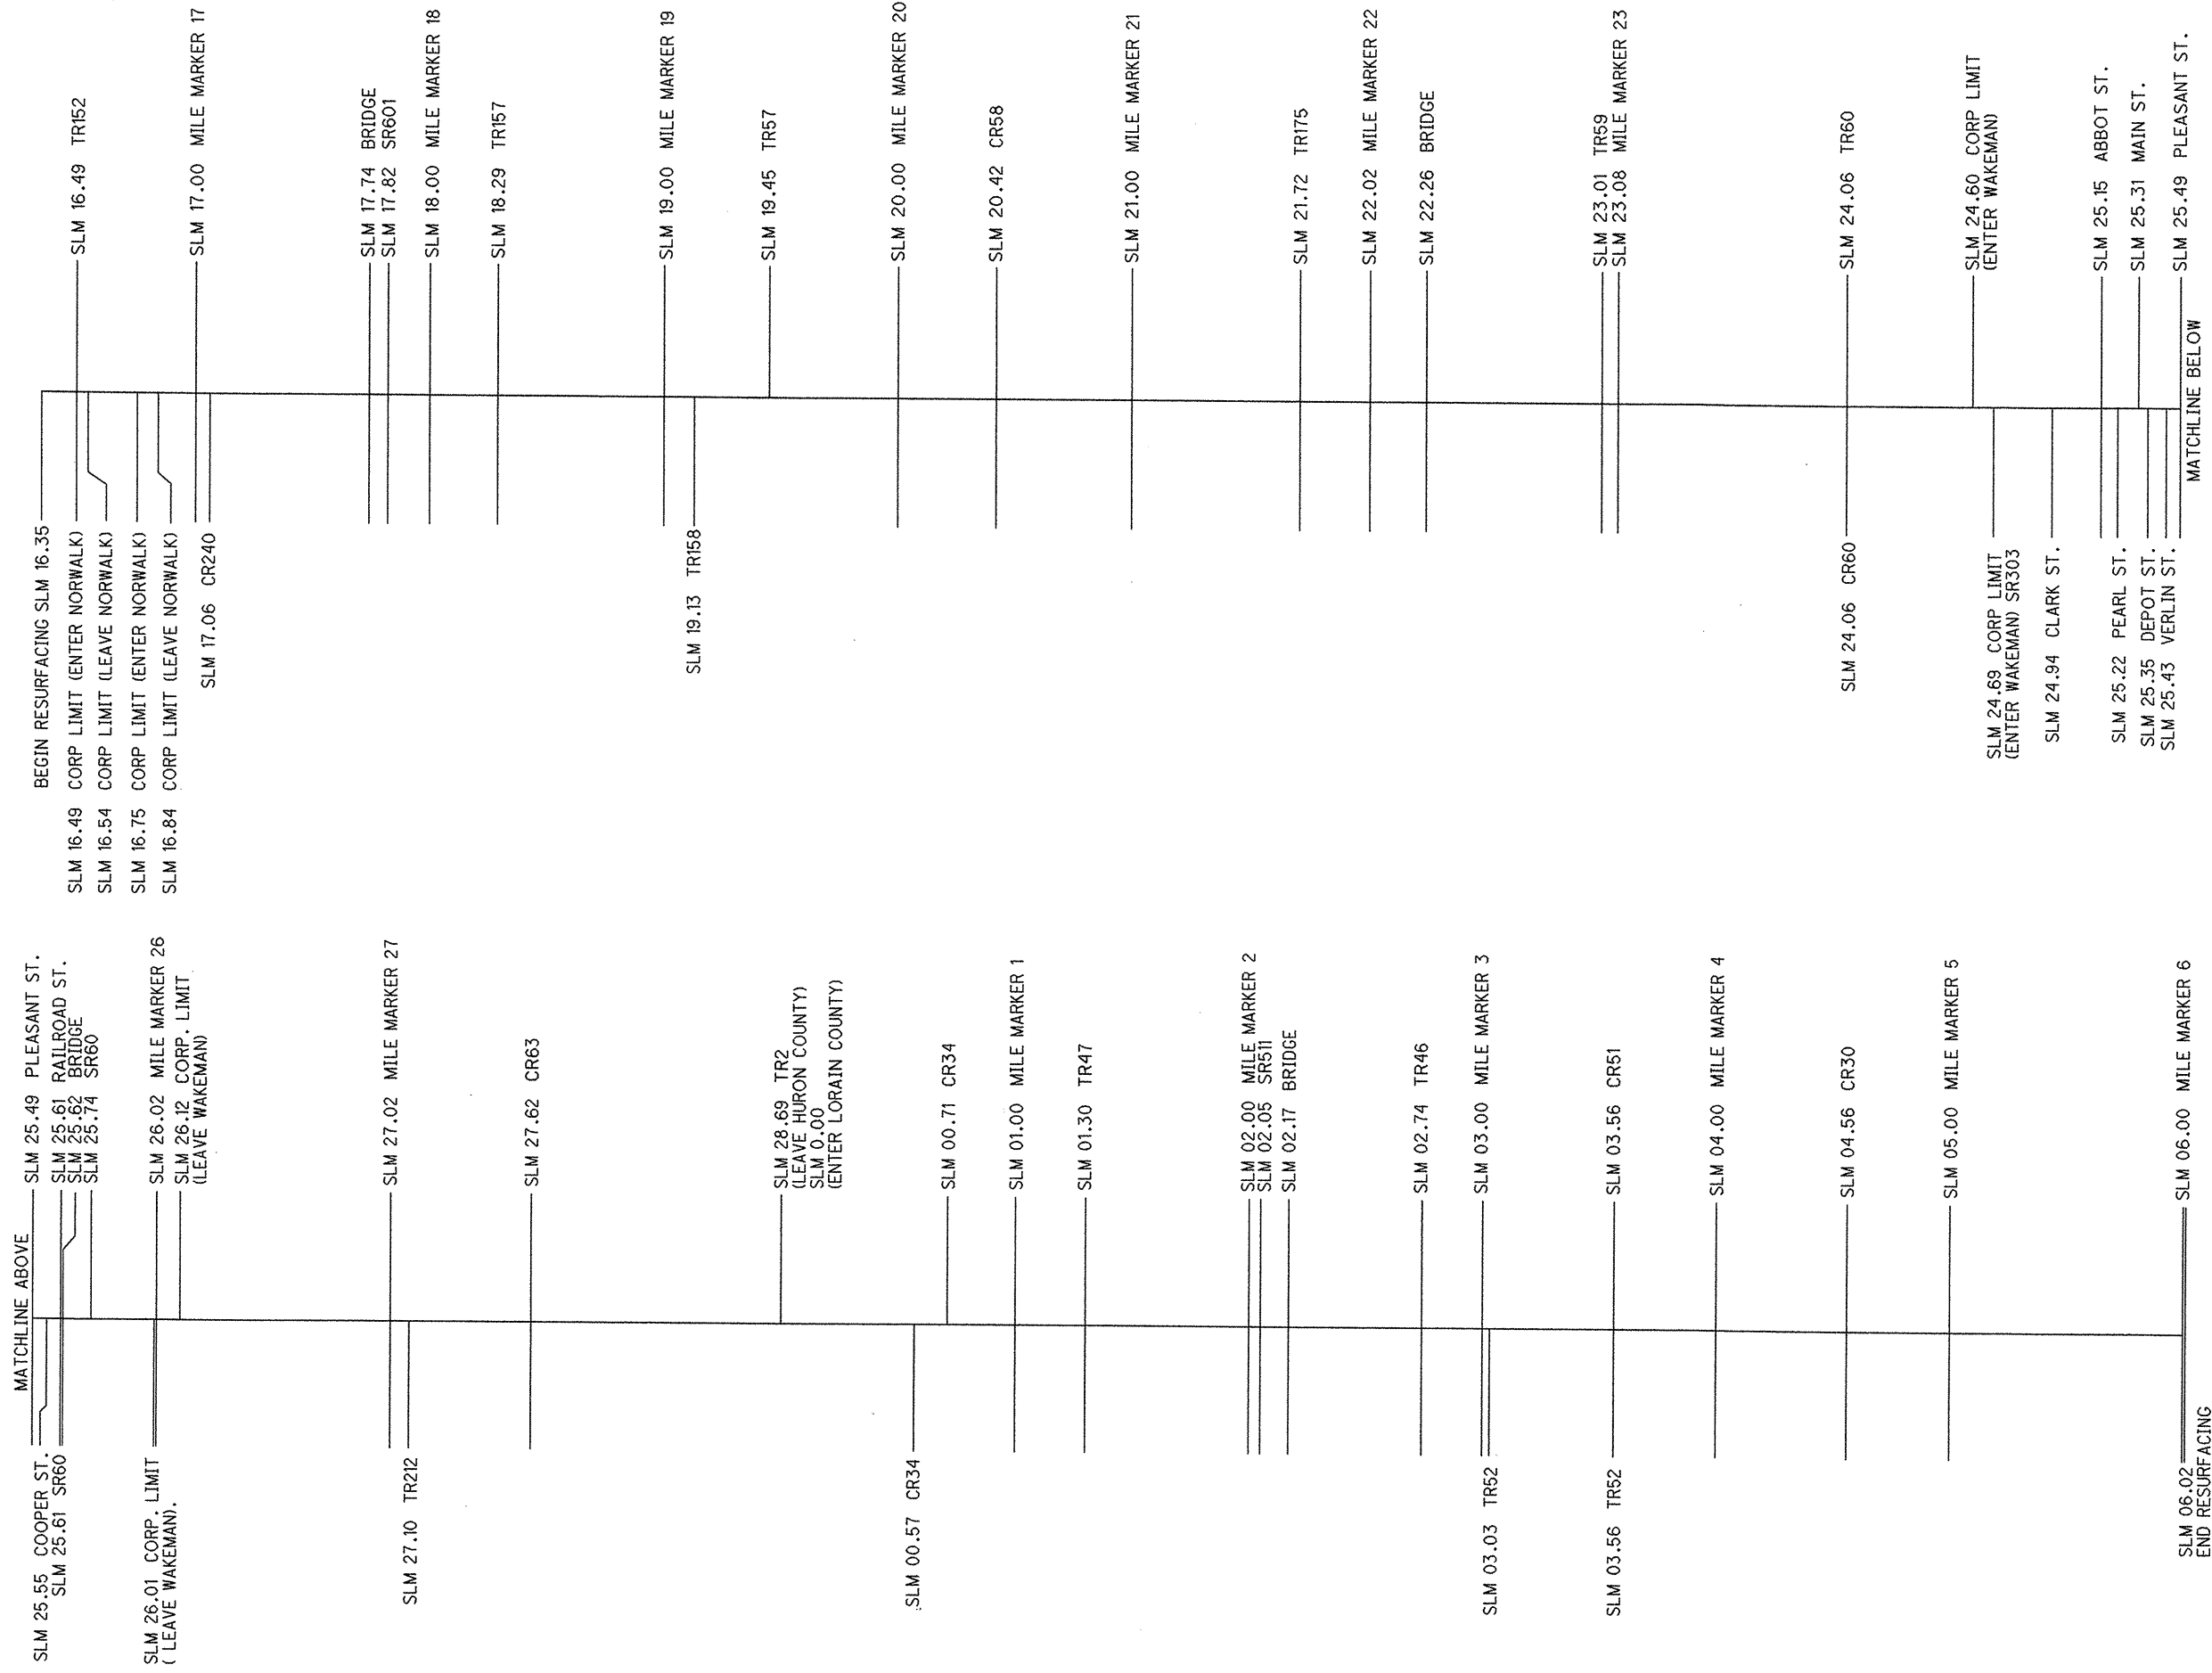 SLM 16.49 TR152
SLM 17.00 MILE MARKER 17
SLM 17.74 BRIDGE
SLM 17.82 SR601
SLM 18.00 MILE MARKER 18
SLM 18.29 TR157
SLM 19.00 MILE MARKER 19
SLM 19.45 TR57
SLM 20.00 MILE MARKER 20
SLM 20.42 CR58
SLM 21.00 MILE MARKER 21
SLM 21.72 TR175
SLM 22.02 MILE MARKER 22
SLM 22.26 BRIDGE
SLM 23.01 TR59
SLM 23.08 MILE MARKER 23
SLM 24.06 TR60
SLM 24.60 CORP LIMIT
(ENTER WAKEMAN)
SLM 25.15 ABBOT ST.
SLM 25.31 MAIN ST.
SLM 25.49 PLEASANT ST.
MATCHLINE BELOW
BEGIN RESURFACING SLM 16.35
SLM 16.49 CORP LIMIT (ENTER NORWALK)
SLM 16.54 CORP LIMIT (LEAVE NORWALK)
SLM 16.75 CORP LIMIT (ENTER NORWALK)
SLM 16.84 CORP LIMIT (LEAVE NORWALK)
SLM 17.06 CR240
SLM 19.13 TR158
SLM 24.06 CR60
SLM 24.69 CORP LIMIT
(ENTER WAKEMAN) SR303
SLM 24.94 CLARK ST.
SLM 25.22 PEARL ST.
SLM 25.35 DEPOT ST.
SLM 25.43 VERLIN ST.
MATCHLINE ABOVE
SLM 25.49 PLEASANT ST.
SLM 25.61 RAILROAD ST.
SLM 25.62 BRIDGE
SLM 25.74 SR60
SLM 26.02 MILE MARKER 26
SLM 26.12 CORP. LIMIT
(LEAVE WAKEMAN)
SLM 27.02 MILE MARKER 27
SLM 27.62 CR63
SLM 28.69 TR2
(LEAVE HURON COUNTY)
SLM 0.00
(ENTER LORAIN COUNTY)
SLM 00.71 CR34
SLM 01.00 MILE MARKER 1
SLM 01.30 TR47
SLM 02.00 MILE MARKER 2
SLM 02.05 SR511
SLM 02.17 BRIDGE
SLM 02.74 TR46
SLM 03.00 MILE MARKER 3
SLM 03.56 CR51
SLM 04.00 MILE MARKER 4
SLM 04.56 CR30
SLM 05.00 MILE MARKER 5
SLM 06.00 MILE MARKER 6
SLM 25.55 COOPER ST.
SLM 25.61 SR60
SLM 26.01 CORP. LIMIT
( LEAVE WAKEMAN).
SLM 27.10 TR212
SLM 00.57 CR34
SLM 03.03 TR52
SLM 03.56 TR52
SLM 06.02
END RESURFACING